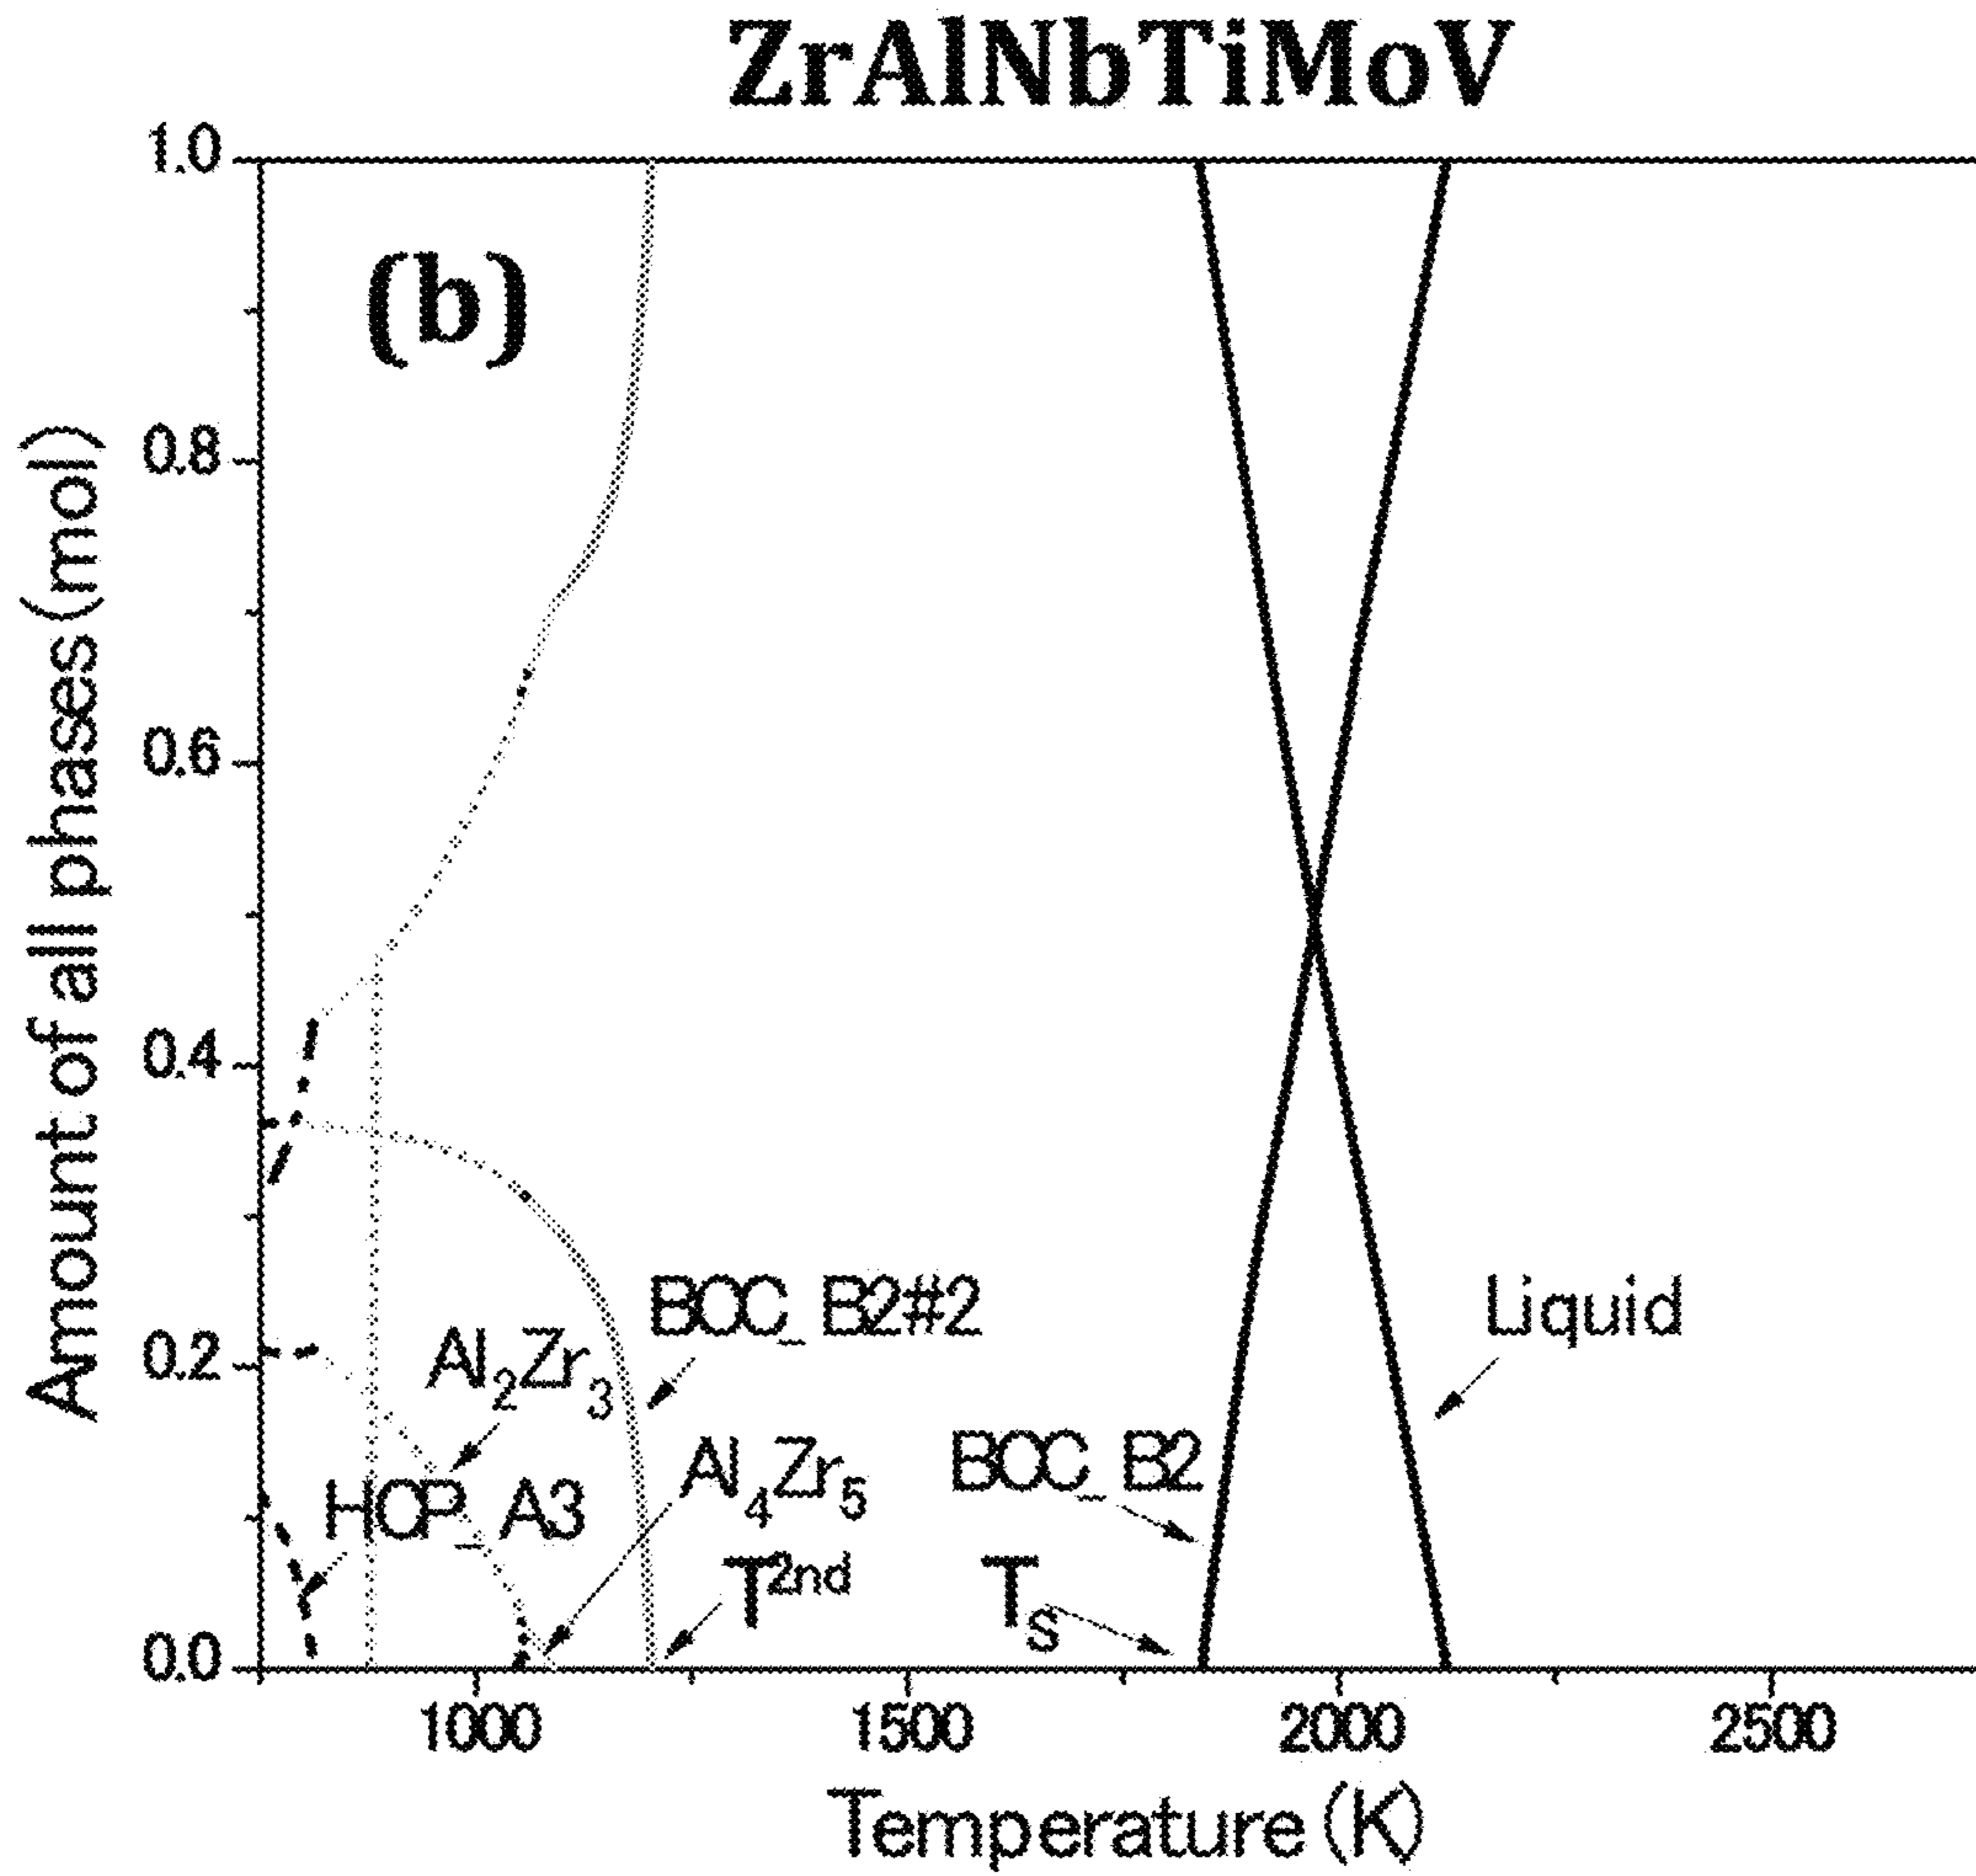 ZrAlNbTiMoV
(b)
Amount of all phases (mol)
1.0
0.8
0.6
0.4
0.2
0.0
BCC_B2#2
Liquid
Al2Zr3
Al4Zr5
BCC_B2
HCP_A3
T2nd
TS
1000
1500
2000
2500
Temperature (K)